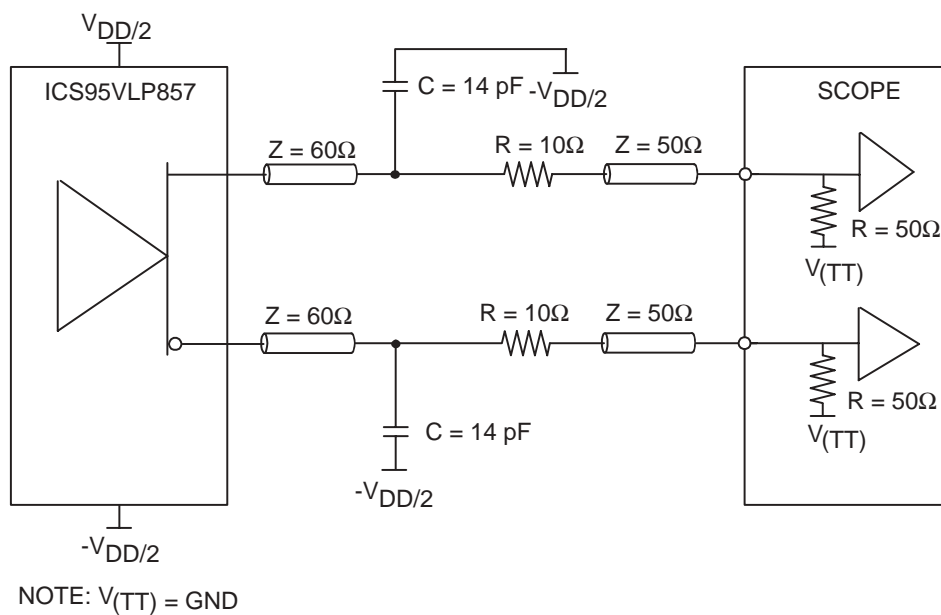 VDD/2
ICS95VLP857
C = 14 pF
-VDD/2
SCOPE
Z = 60Ω
R = 10Ω
Z = 50Ω
R = 50Ω
V(TT)
Z = 60Ω
R = 10Ω
Z = 50Ω
R = 50Ω
V(TT)
C = 14 pF
-VDD/2
-VDD/2
NOTE: V(TT) = GND